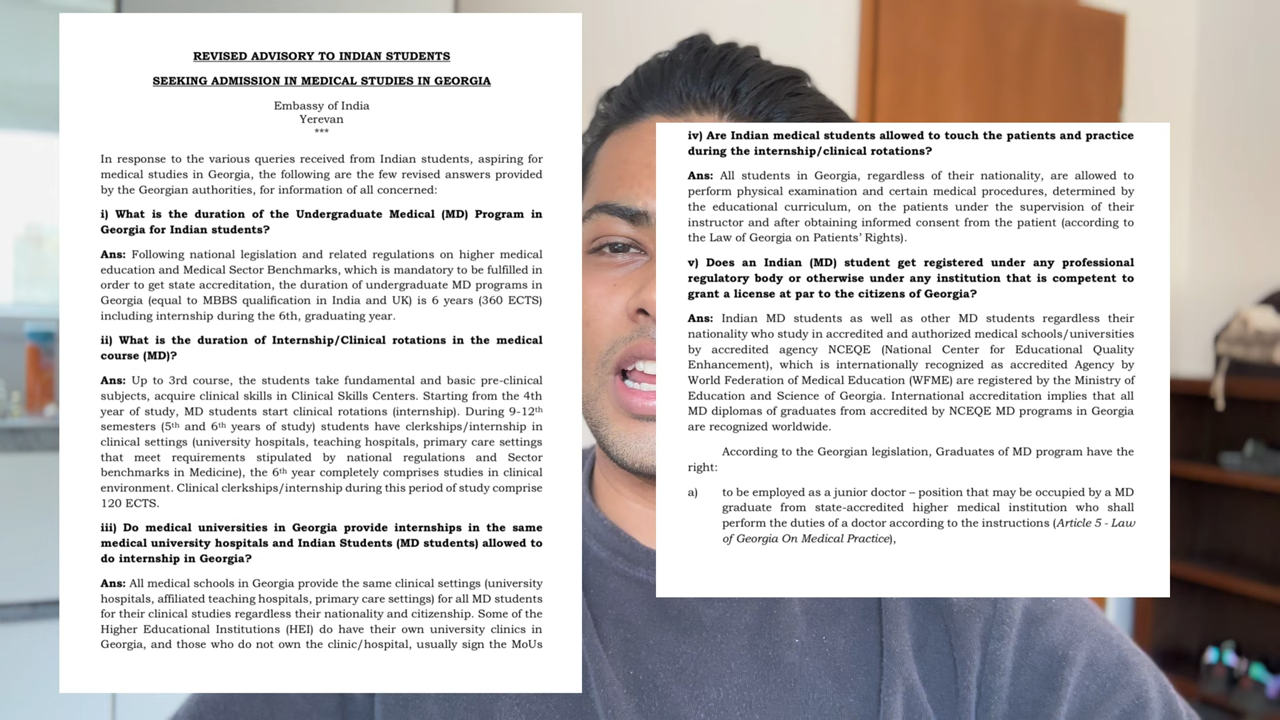 REVISED ADVISORY TO INDIAN STUDENTS
SEEKING ADMISSION IN MEDICAL STUDIES IN GEORGIA
Embassy of India
Yerevan
***
In response to the various queries received from Indian students, aspiring for
medical studies in Georgia, the following are the few revised answers provided
by the Georgian authorities, for information of all concerned:
i) What is the duration of the Undergraduate Medical (MD) Program in
Georgia for Indian students?
Ans: Following national legislation and related regulations on higher medical
education and Medical Sector Benchmarks, which is mandatory to be fulfilled in
order to get state accreditation, the duration of undergraduate MD programs in
Georgia (equal to MBBS qualification in India and UK) is 6 years (360 ECTS)
including internship during the 6th, graduating year.
ii) What is the duration of Internship/Clinical rotations in the medical
course (MD)?
Ans: Up to 3rd course, the students take fundamental and basic pre-clinical
subjects, acquire clinical skills in Clinical Skills Centers. Starting from the 4th
year of study, MD students start clinical rotations (internship). During 9-12th
semesters (5th and 6th years of study) students have clerkships/internship in
clinical settings (university hospitals, teaching hospitals, primary care settings
that meet requirements stipulated by national regulations and Sector
benchmarks in Medicine), the 6th year completely comprises studies in clinical
environment. Clinical clerkships/internship during this period of study comprise
120 ECTS.
iii) Do medical universities in Georgia provide internships in the same
medical university hospitals and Indian Students (MD students) allowed to
do internship in Georgia?
Ans: All medical schools in Georgia provide the same clinical settings (university
hospitals, affiliated teaching hospitals, primary care settings) for all MD students
for their clinical studies regardless their nationality and citizenship. Some of the
Higher Educational Institutions (HEI) do have their own university clinics in
Georgia, and those who do not own the clinic/hospital, usually sign the MoUs
iv) Are Indian medical students allowed to touch the patients and practice
during the internship/clinical rotations?
Ans: All students in Georgia, regardless of their nationality, are allowed to
perform physical examination and certain medical procedures, determined by
the educational curriculum, on the patients under the supervision of their
instructor and after obtaining informed consent from the patient (according to
the Law of Georgia on Patients' Rights).
v) Does an Indian (MD) student get registered under any professional
regulatory body or otherwise under any institution that is competent to
grant a license at par to the citizens of Georgia?
Ans: Indian MD students as well as other MD students regardless their
nationality who study in accredited and authorized medical schools/universities
by accredited agency NCEQE (National Center for Educational Quality
Enhancement), which is internationally recognized as accredited Agency by
World Federation of Medical Education (WFME) are registered by the Ministry of
Education and Science of Georgia. International accreditation implies that all
MD diplomas of graduates from accredited by NCEQE MD programs in Georgia
are recognized worldwide.
According to the Georgian legislation, Graduates of MD program have the
right:
a) to be employed as a junior doctor – position that may be occupied by a MD
graduate from state-accredited higher medical institution who shall
perform the duties of a doctor according to the instructions (Article 5 - Law
of Georgia On Medical Practice),